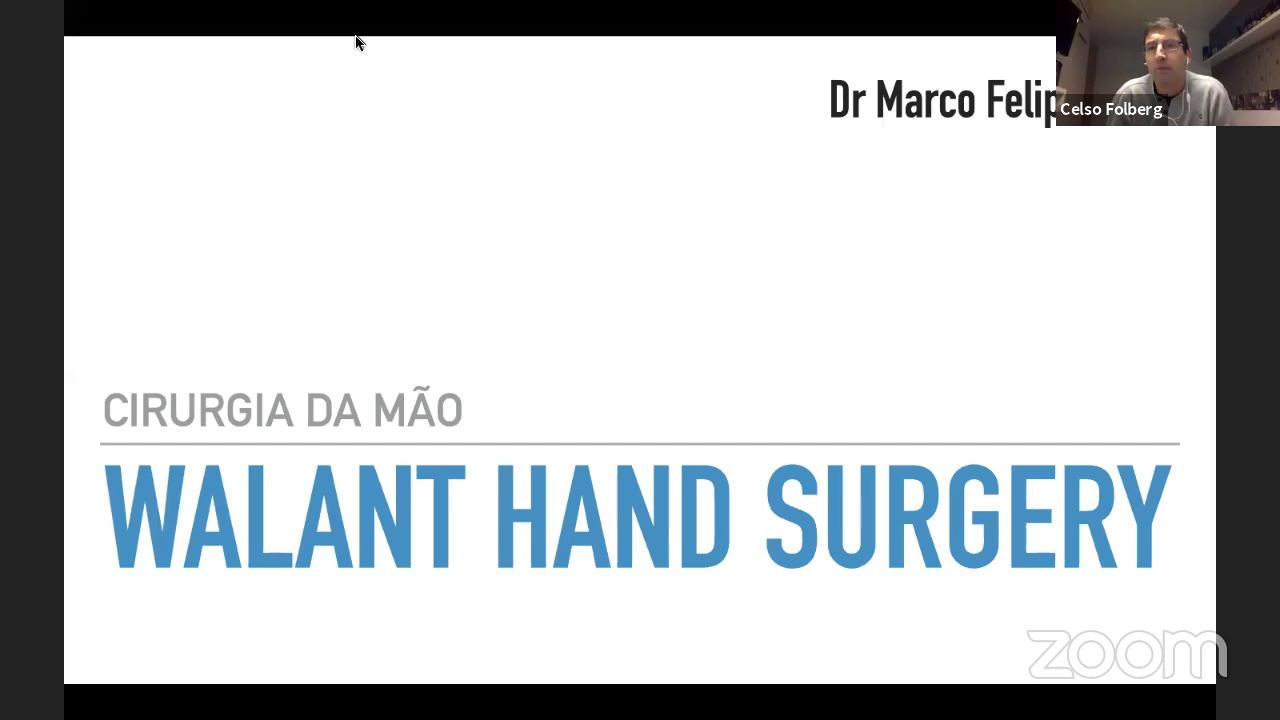 Dr Marco Felip
Celso Folberg
CIRURGIA DA MÃO
WALANT HAND SURGERY
zoom